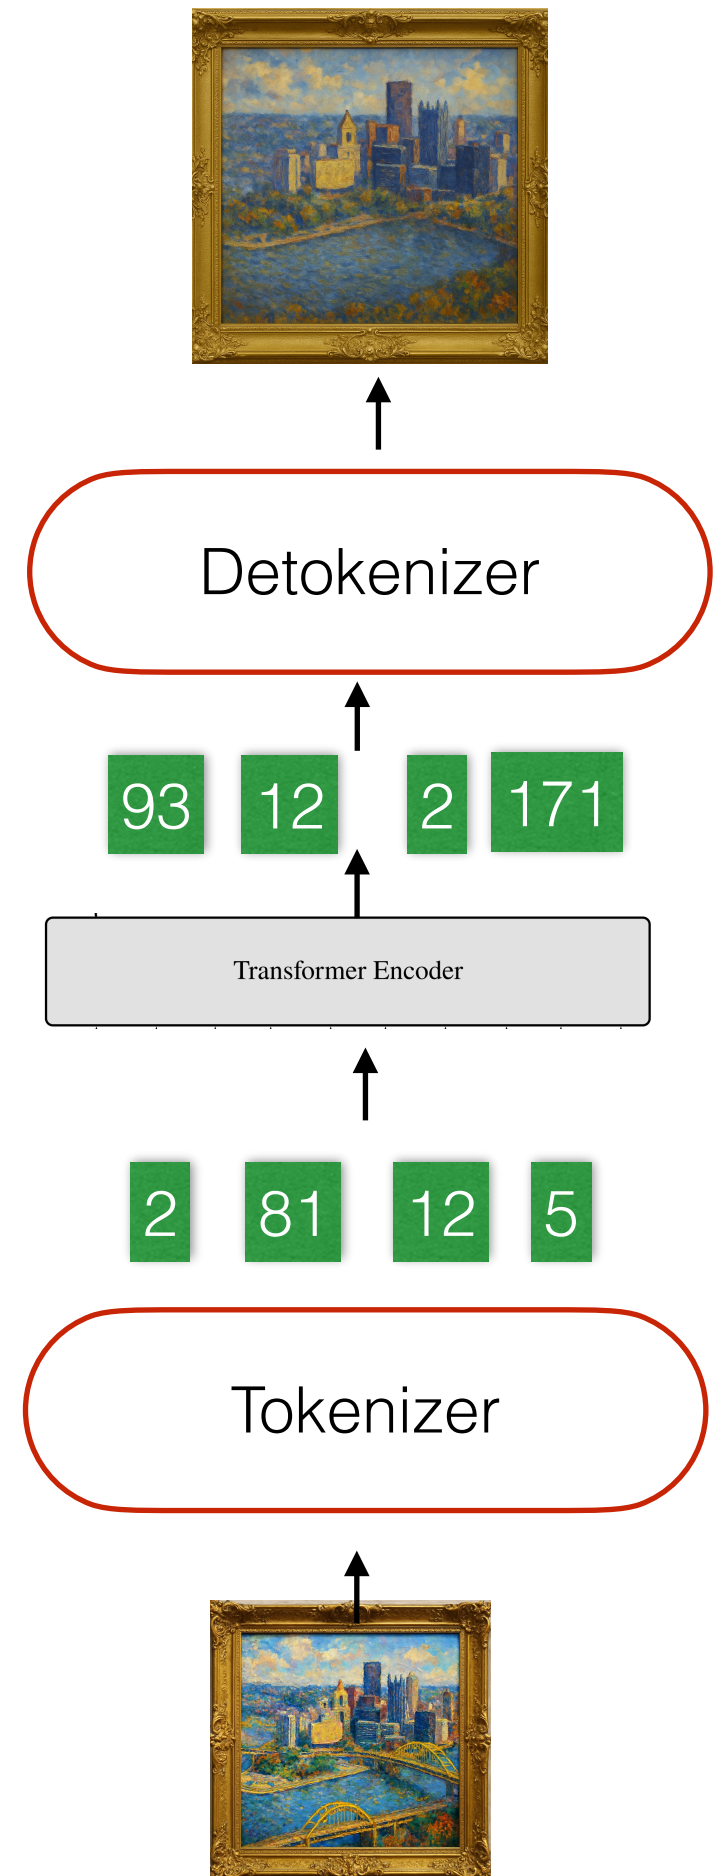 Detokenizer
93 12 2 171
Transformer Encoder
2 81 12 5
Tokenizer